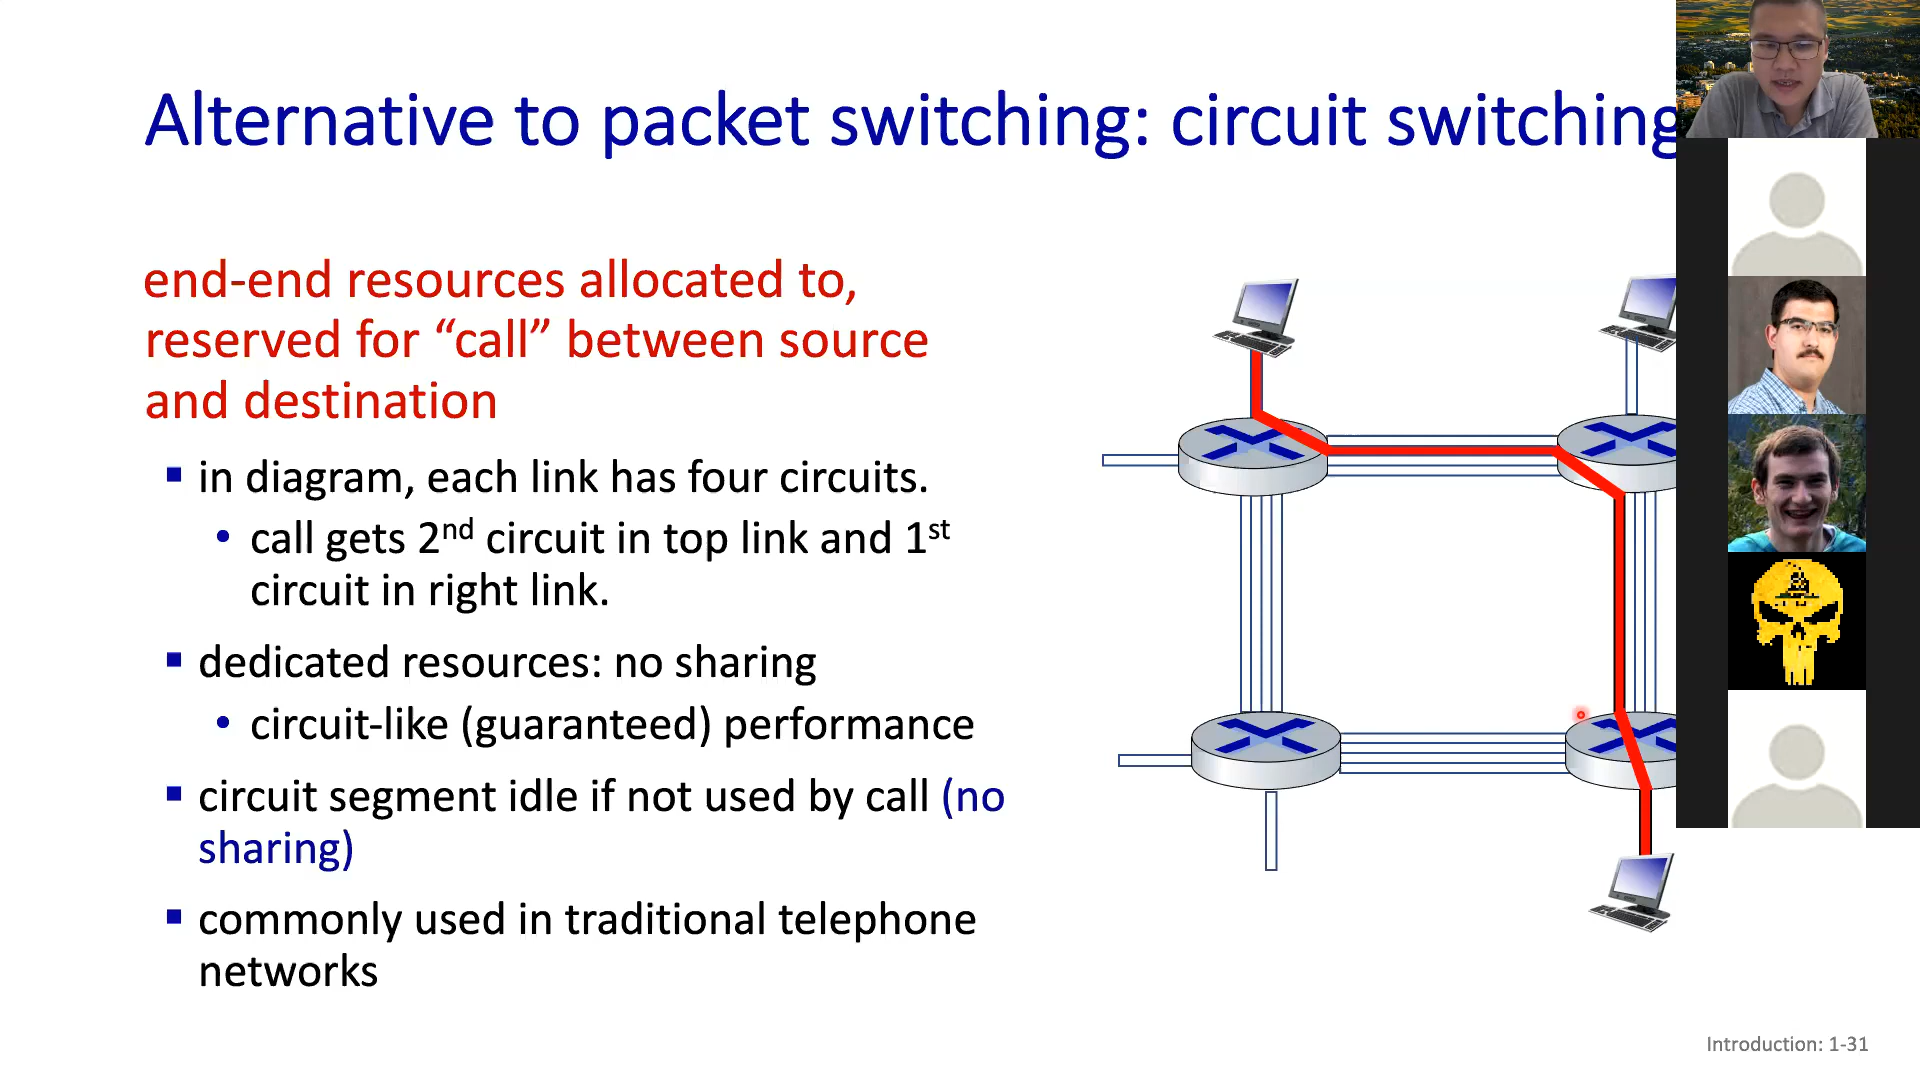 Alternative to packet switching: circuit switching
end-end resources allocated to,
reserved for “call” between source
and destination
▪ in diagram, each link has four circuits.
• call gets 2nd circuit in top link and 1st
circuit in right link.
▪ dedicated resources: no sharing
• circuit-like (guaranteed) performance
▪ circuit segment idle if not used by call (no
sharing)
▪ commonly used in traditional telephone
networks
Introduction: 1-31